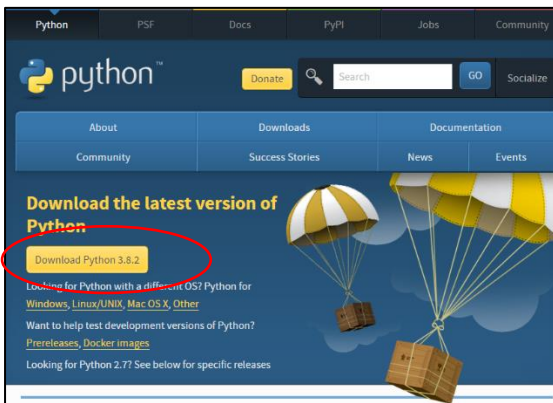 Python PSF Docs PyPI Jobs Community
python™ Donate Search GO Socialize
About Downloads Documentation
Community Success Stories News Events
Download the latest version of
Python
Download Python 3.8.2
Looking for Python with a different OS? Python for
Windows, Linux/UNIX, Mac OS X, Other
Want to help test development versions of Python?
Prereleases, Docker images
Looking for Python 2.7? See below for specific releases